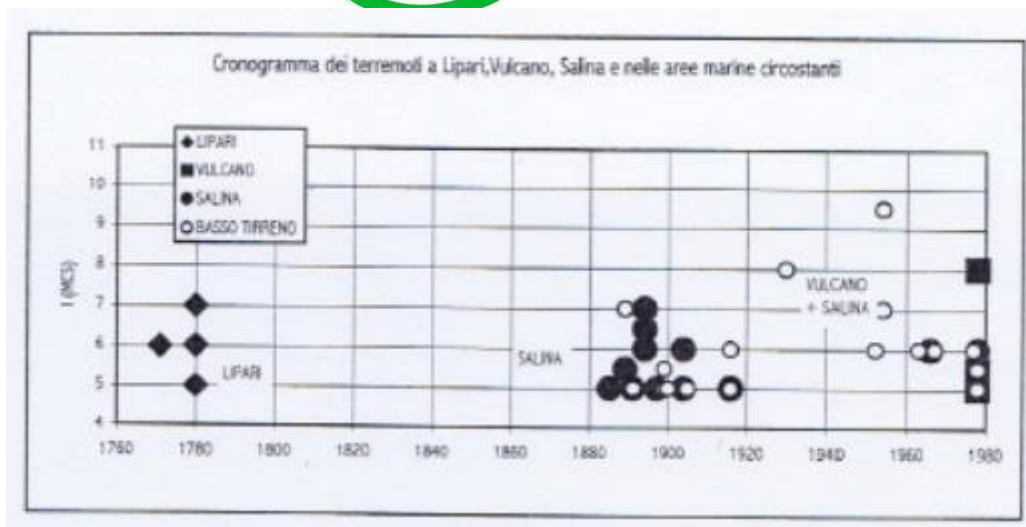 Cronogramma dei terremoti a Lipari,Vulcano, Salina e nelle aree marine circostanti
LIPARI
VULCANO
SALINA
BASSO TIRRENO
11
10
9
8
7
6
5
4
I (MCS)
VULCANO
+ SALINA
SALINA
LIPARI
1760 1780 1800 1820 1840 1860 1880 1900 1920 1940 1960 1980